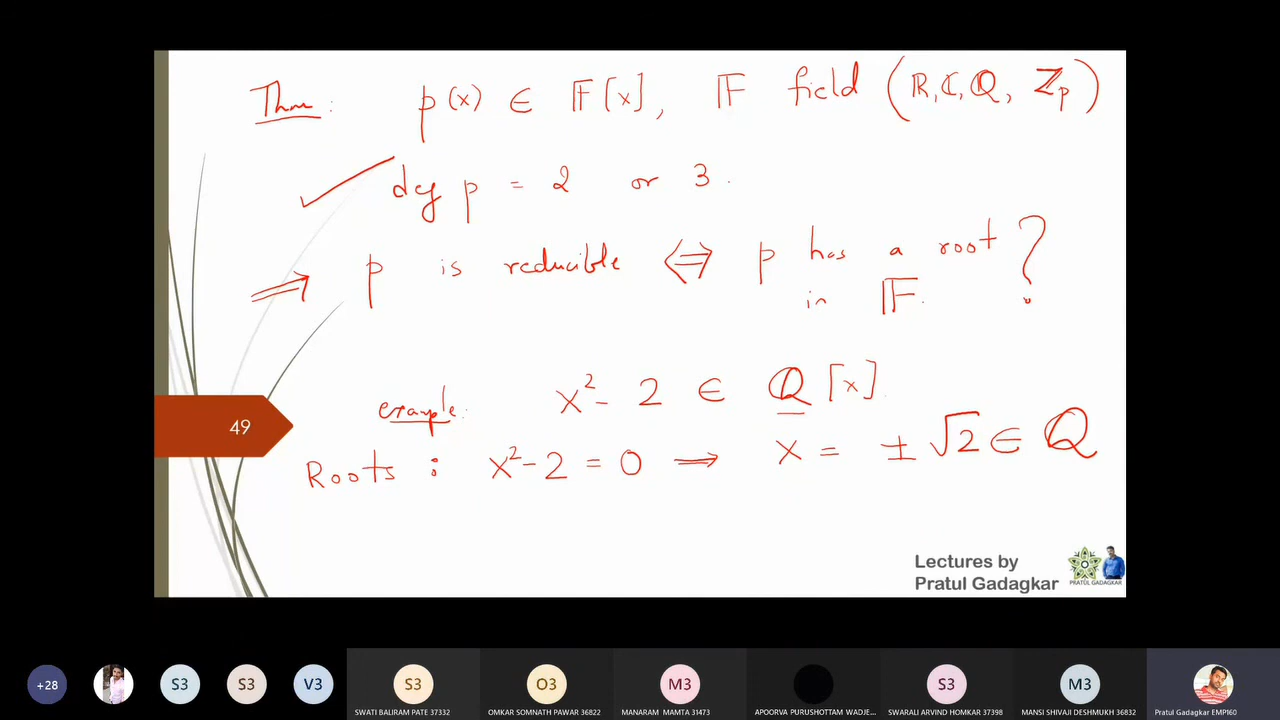 Thm: p(x) ∈ F[x], F field (R, C, Q, Zp)
deg p = 2 or 3.
⇒ p is reducible ⇔ p has a root ?
in F.
example: x² - 2 ∈ Q[x].
Roots : x² - 2 = 0 → x = ± √2 ∈ Q
49
Lectures by
Pratul Gadagkar
PRATUL GADAGKAR
+28 S3 S3 V3 S3 O3 M3 S3 M3
SWATI BALIRAM PATE 37332 OMKAR SOMNATH PAWAR 36822 MANARAM MAMTA 31473 APOORVA PURUSHOTTAM WADJE... SWARALI ARVIND HOMKAR 37398 MANSI SHIVAJI DESHMUKH 36832 Pratul Gadagkar EMP160